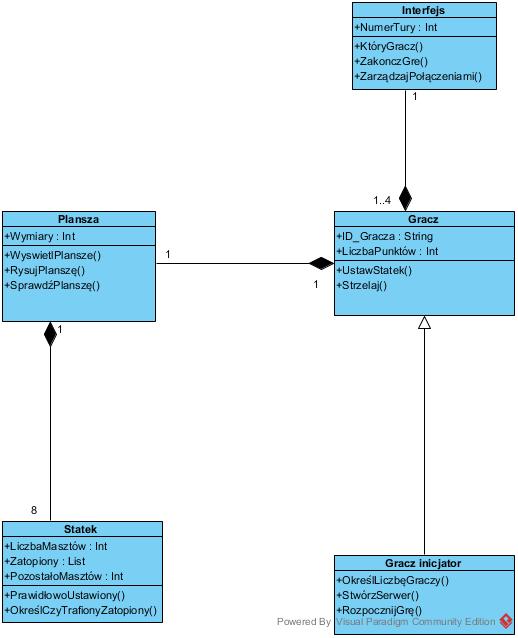 Interfejs
+NumerTury : Int
+KtóryGracz()
+ZakonczGre()
+ZarządzajPołączeniami()
1
1..4
Gracz
+ID_Gracza : String
+LiczbaPunktów : Int
+UstawStatek()
+Strzelaj()
Plansza
+Wymiary : Int
+WyswietlPlansze()
+RysujPlanszę()
+SprawdźPlanszę()
1
1
1
8
Statek
+LiczbaMasztów : Int
+Zatopiony : List
+PozostałoMasztów : Int
+PrawidłowoUstawiony()
+OkreślCzyTrafionyZatopiony()
Gracz inicjator
+OkreślLiczbęGraczy()
+StwórzSerwer()
+RozpocznijGrę()
Powered By Visual Paradigm Community Edition